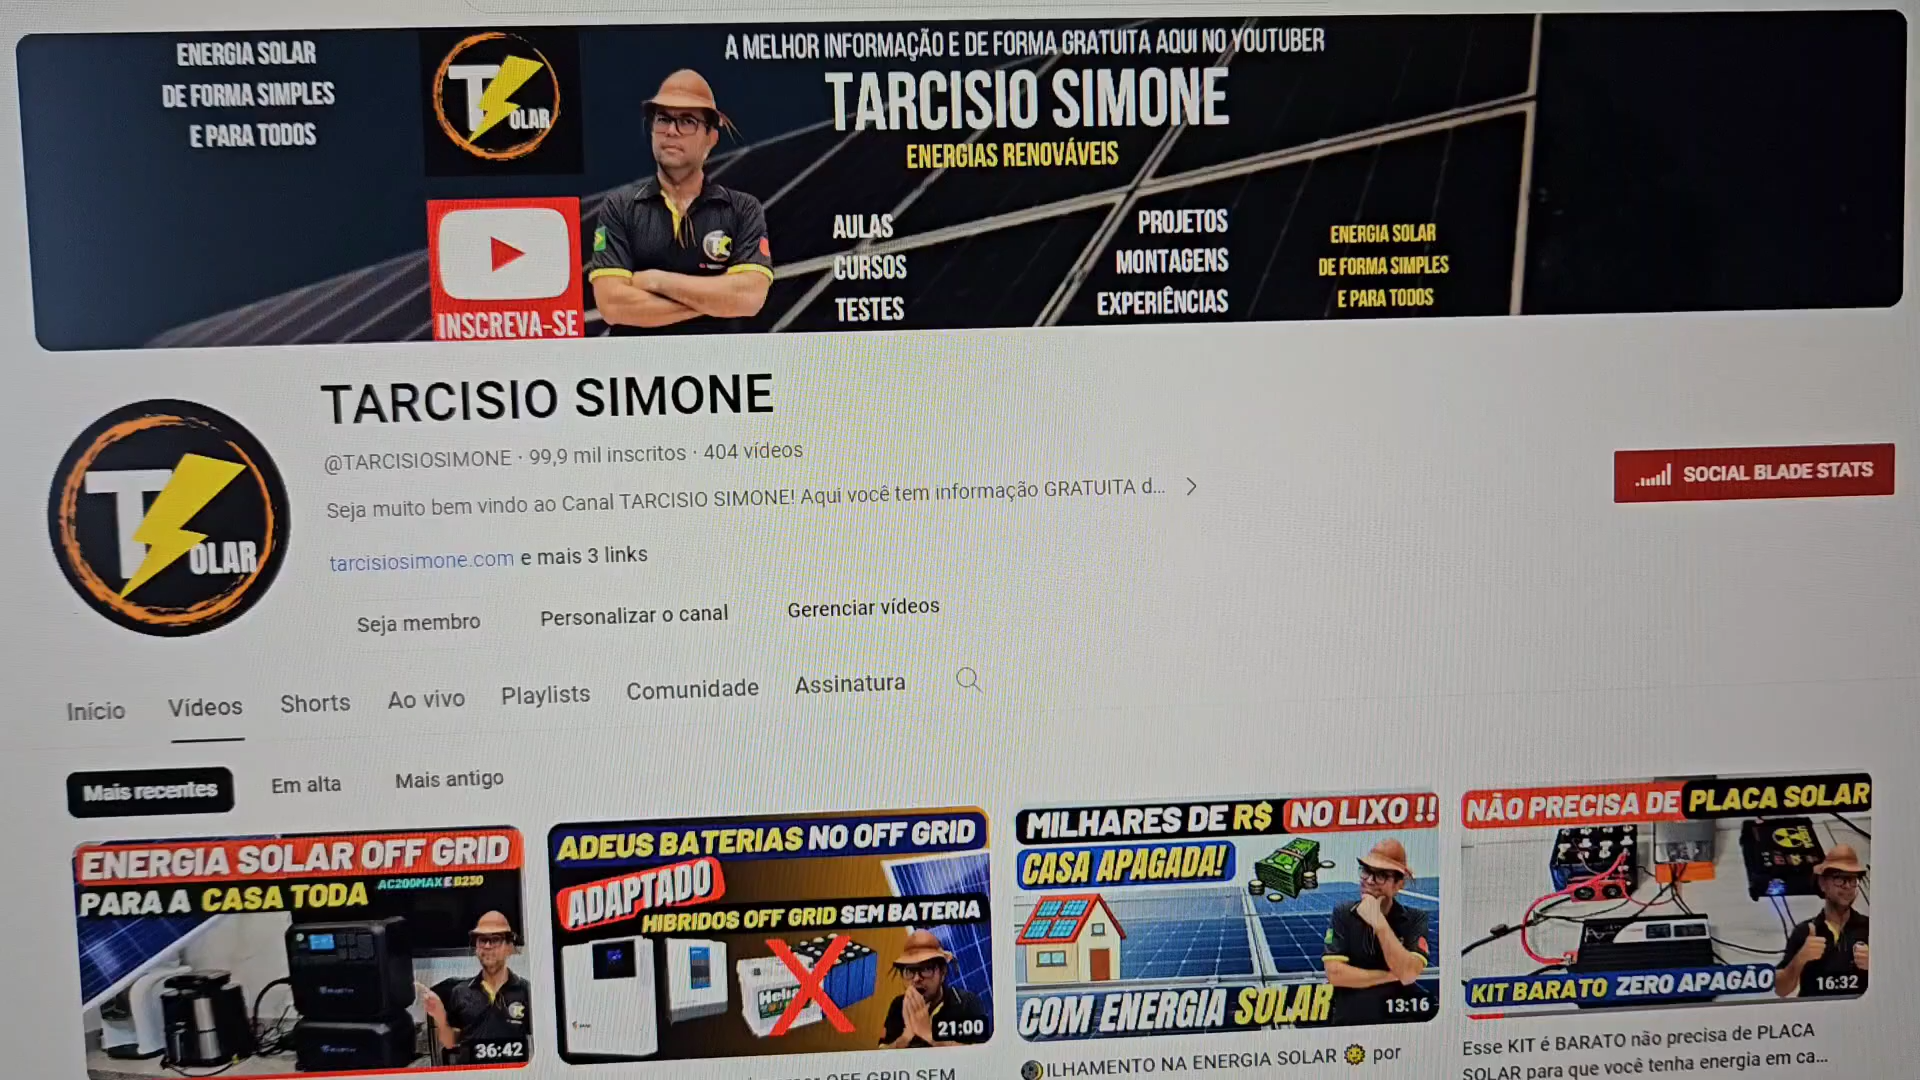 ENERGIA SOLAR
DE FORMA SIMPLES
E PARA TODOS
T OLAR
INSCREVA-SE
A MELHOR INFORMAÇÃO E DE FORMA GRATUITA AQUI NO YOUTUBER
TARCISIO SIMONE
ENERGIAS RENOVÁVEIS
AULAS
CURSOS
TESTES
PROJETOS
MONTAGENS
EXPERIÊNCIAS
ENERGIA SOLAR
DE FORMA SIMPLES
E PARA TODOS
T OLAR
TARCISIO SIMONE
@TARCISIOSIMONE · 99,9 mil inscritos · 404 vídeos
Seja muito bem vindo ao Canal TARCISIO SIMONE! Aqui você tem informação GRATUITA d...
tarcisiosimone.com e mais 3 links
SOCIAL BLADE STATS
Seja membro Personalizar o canal Gerenciar vídeos
Início Vídeos Shorts Ao vivo Playlists Comunidade Assinatura
Mais recentes Em alta Mais antigo
ENERGIA SOLAR OFF GRID
PARA A CASA TODA AC200MAX E B230
36:42
ADEUS BATERIAS NO OFF GRID
ADAPTADO
HIBRIDOS OFF GRID SEM BATERIA
21:00
OFF GRID SEM
MILHARES DE R$ NO LIXO !!
CASA APAGADA!
COM ENERGIA SOLAR
13:16
ILHAMENTO NA ENERGIA SOLAR por
NÃO PRECISA DE PLACA SOLAR
KIT BARATO ZERO APAGÃO
16:32
Esse KIT é BARATO não precisa de PLACA
SOLAR para que você tenha energia em ca...